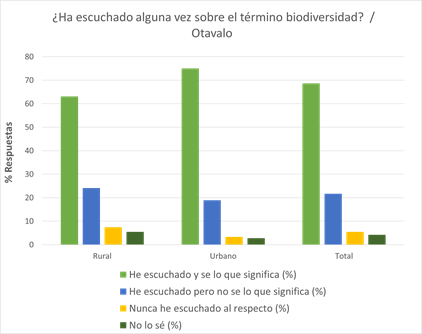 ¿Ha escuchado alguna vez sobre el término biodiversidad?  /
Otavalo
% Respuestas
80
70
60
50
40
30
20
10
0
Rural Urbano Total
He escuchado y se lo que significa (%)
He escuchado pero no se lo que significa (%)
Nunca he escuchado al respecto (%)
No lo sé (%)